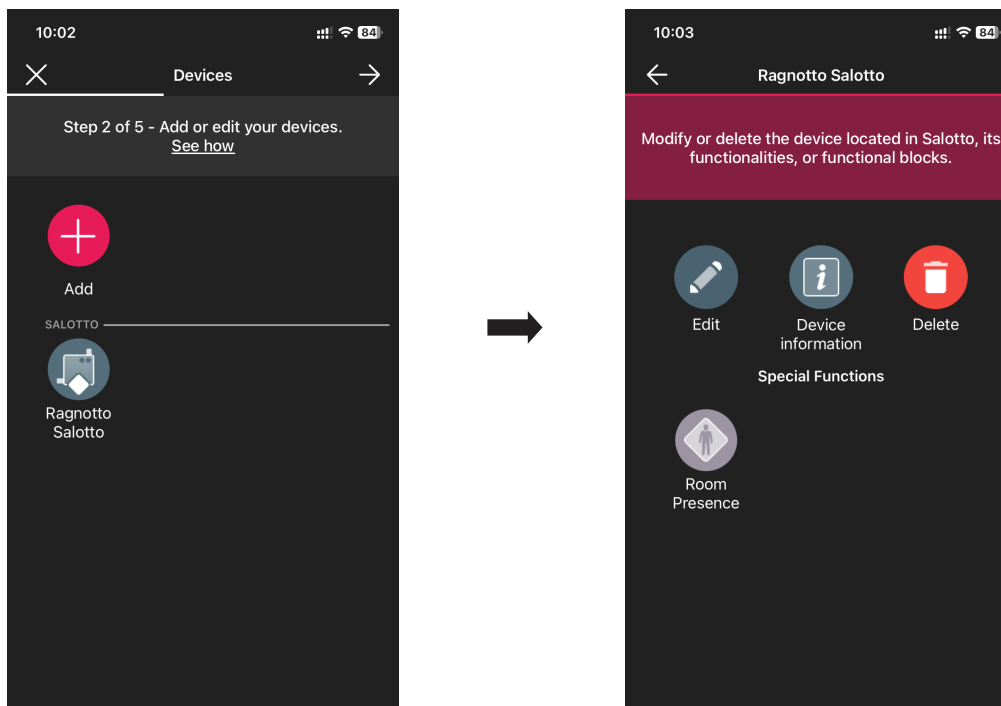 10:02
84
Devices
Step 2 of 5 - Add or edit your devices.
See how
Add
SALOTTO
Ragnotto
Salotto
10:03
84
Ragnotto Salotto
Modify or delete the device located in Salotto, its
functionalities, or functional blocks.
Edit
Device
information
Delete
Special Functions
Room
Presence